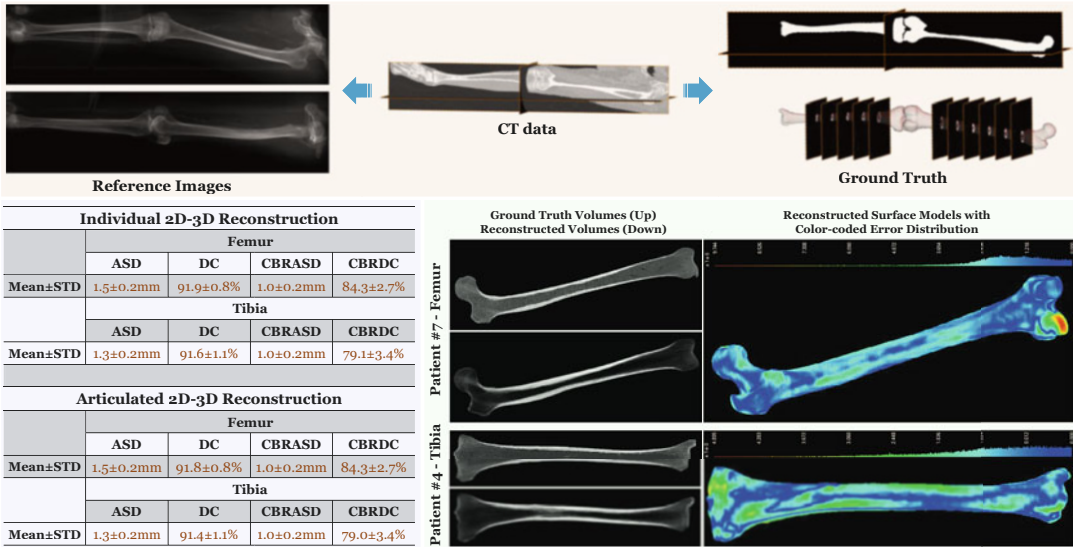 CT data
Reference Images
Ground Truth
Individual 2D-3D Reconstruction
Femur
ASD DC CBRASD CBRDC
Mean±STD 1.5±0.2mm 91.9±0.8% 1.0±0.2mm 84.3±2.7%
Tibia
ASD DC CBRASD CBRDC
Mean±STD 1.3±0.2mm 91.6±1.1% 1.0±0.2mm 79.1±3.4%
Articulated 2D-3D Reconstruction
Femur
ASD DC CBRASD CBRDC
Mean±STD 1.5±0.2mm 91.8±0.8% 1.0±0.2mm 84.3±2.7%
Tibia
ASD DC CBRASD CBRDC
Mean±STD 1.3±0.2mm 91.4±1.1% 1.0±0.2mm 79.0±3.4%
Ground Truth Volumes (Up)
Reconstructed Volumes (Down)
Reconstructed Surface Models with
Color-coded Error Distribution
Patient #7 - Femur
Patient #4 - Tibia